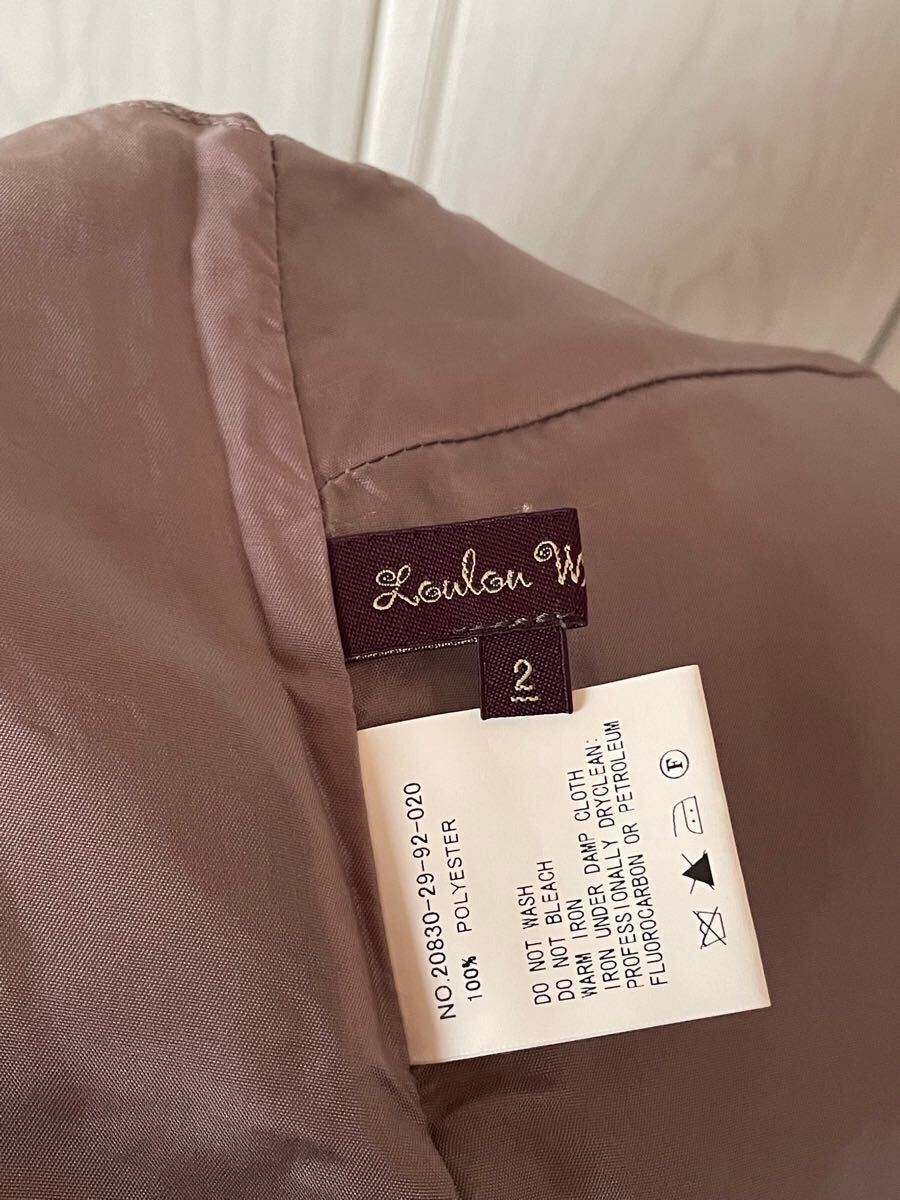 Loulou
2
NO.20830-29-92-020
100% POLYESTER
DO NOT WASH
DO NOT BLEACH
WARM IRON
IRON UNDER DAMP CLOTH
PROFESSIONALLY DRYCLEAN:
FLUOROCARBON OR PETROLEUM
F